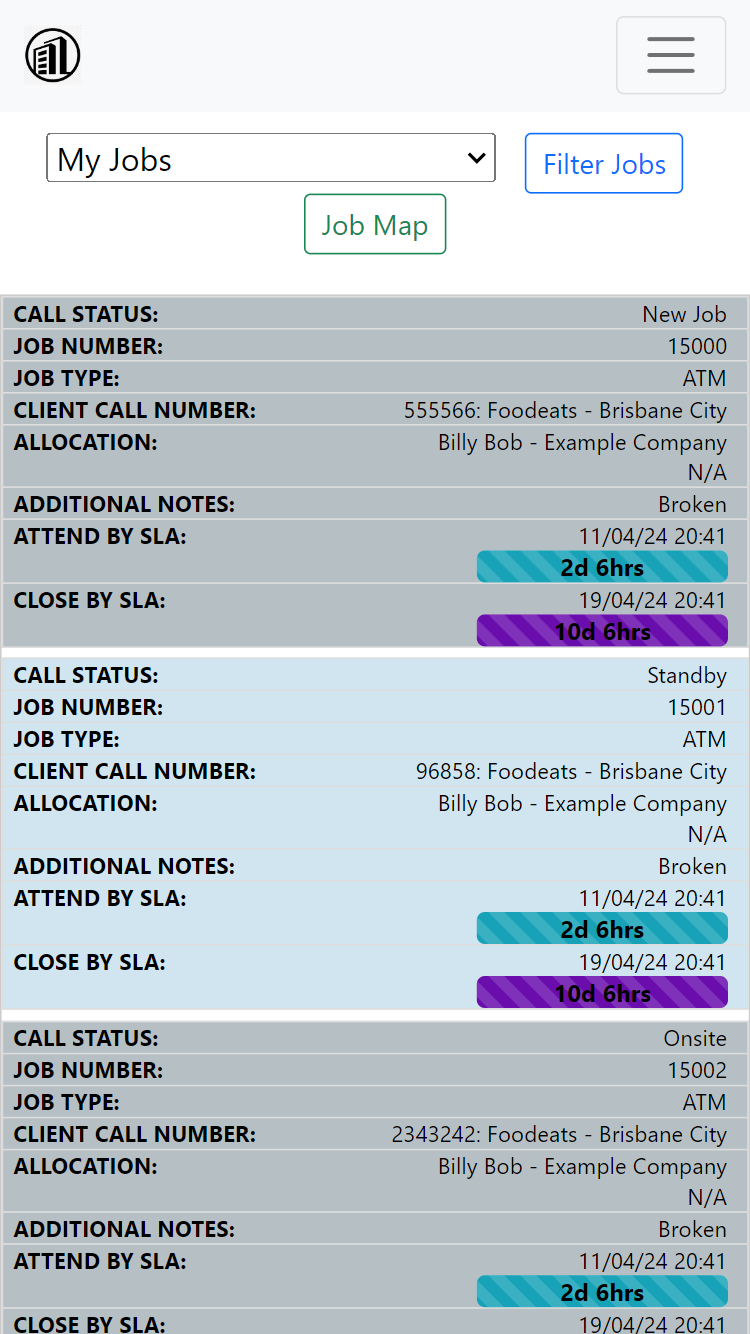 My Jobs
Filter Jobs
Job Map
CALL STATUS: New Job
JOB NUMBER: 15000
JOB TYPE: ATM
CLIENT CALL NUMBER: 555566: Foodeats - Brisbane City
ALLOCATION: Billy Bob - Example Company
N/A
ADDITIONAL NOTES: Broken
ATTEND BY SLA: 11/04/24 20:41
2d 6hrs
CLOSE BY SLA: 19/04/24 20:41
10d 6hrs
CALL STATUS: Standby
JOB NUMBER: 15001
JOB TYPE: ATM
CLIENT CALL NUMBER: 96858: Foodeats - Brisbane City
ALLOCATION: Billy Bob - Example Company
N/A
ADDITIONAL NOTES: Broken
ATTEND BY SLA: 11/04/24 20:41
2d 6hrs
CLOSE BY SLA: 19/04/24 20:41
10d 6hrs
CALL STATUS: Onsite
JOB NUMBER: 15002
JOB TYPE: ATM
CLIENT CALL NUMBER: 2343242: Foodeats - Brisbane City
ALLOCATION: Billy Bob - Example Company
N/A
ADDITIONAL NOTES: Broken
ATTEND BY SLA: 11/04/24 20:41
2d 6hrs
CLOSE BY SLA: 19/04/24 20:41